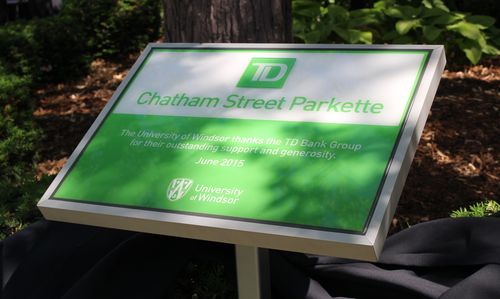 TD
Chatham Street Parkette
The University of Windsor thanks the TD Bank Group
for their outstanding support and generosity.
June 2015
University
of Windsor